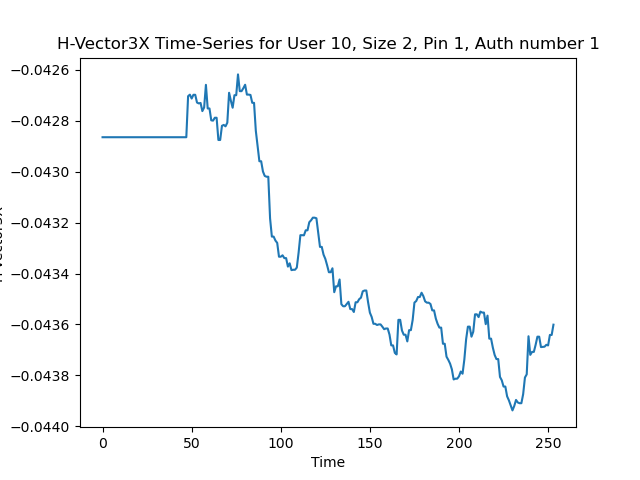 H-Vector3X Time-Series for User 10, Size 2, Pin 1, Auth number 1
−0.0426
−0.0428
−0.0430
−0.0432
−0.0434
−0.0436
−0.0438
−0.0440
0 50 100 150 200 250
Time